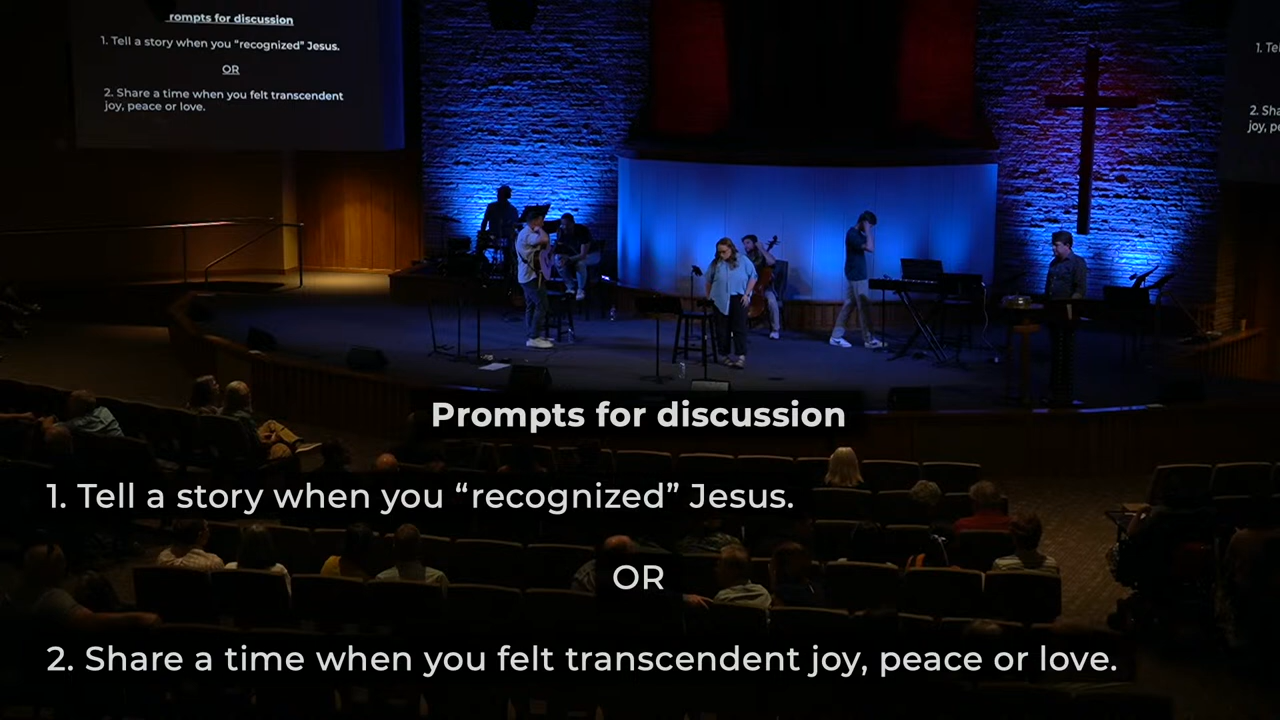 rompts for discussion
1. Tell a story when you “recognized” Jesus.
OR
2. Share a time when you felt transcendent
joy, peace or love.
1. Te
2. Sha
joy, p
Prompts for discussion
1. Tell a story when you “recognized” Jesus.
OR
2. Share a time when you felt transcendent joy, peace or love.